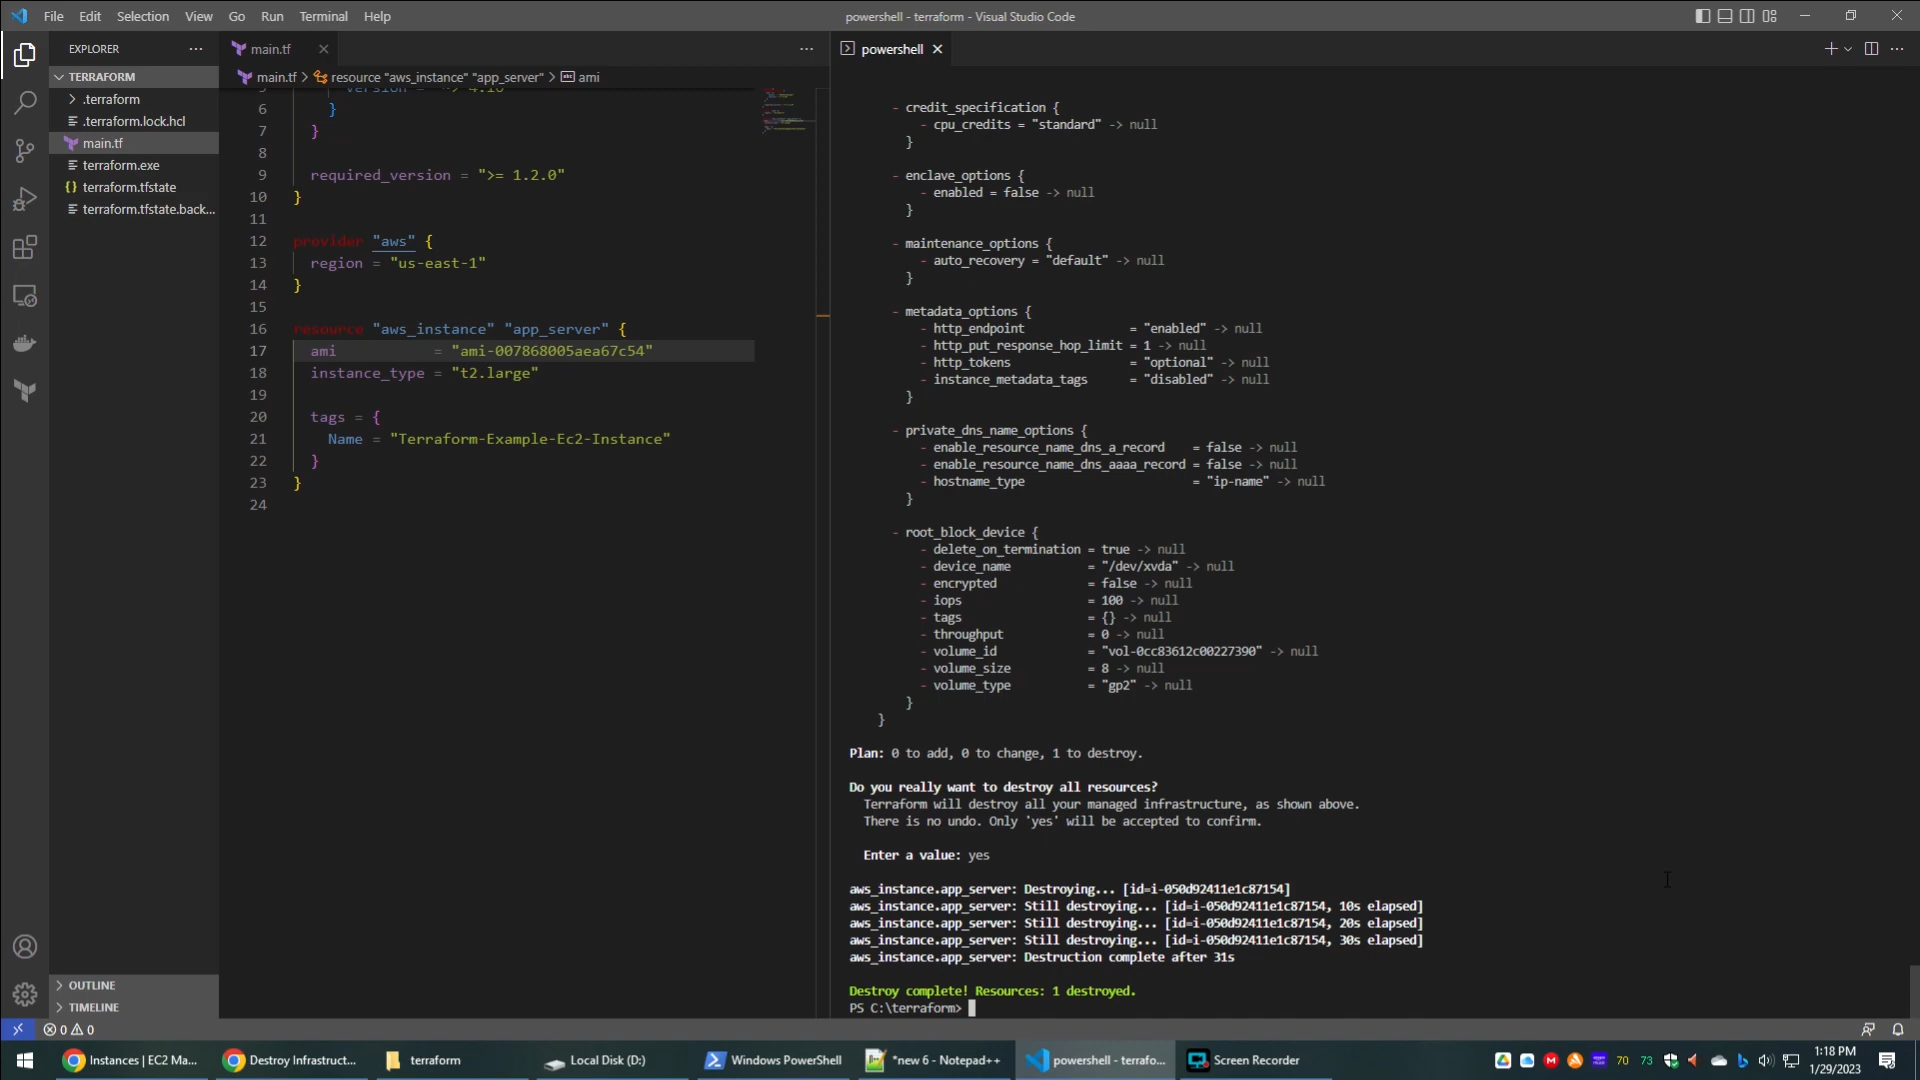 File Edit Selection View Go Run Terminal Help
powershell - terraform - Visual Studio Code
EXPLORER
TERRAFORM
.terraform
.terraform.lock.hcl
main.tf
terraform.exe
terraform.tfstate
terraform.tfstate.back...
OUTLINE
TIMELINE
main.tf
main.tf > resource "aws_instance" "app_server" > ami
version = "~> 4.16"
6 }
7 }
8
9 required_version = ">= 1.2.0"
10 }
11
12 provider "aws" {
13 region = "us-east-1"
14 }
15
16 resource "aws_instance" "app_server" {
17 ami = "ami-007868005aea67c54"
18 instance_type = "t2.large"
19
20 tags = {
21 Name = "Terraform-Example-Ec2-Instance"
22 }
23 }
24
powershell
- credit_specification {
- cpu_credits = "standard" -> null
}
- enclave_options {
- enabled = false -> null
}
- maintenance_options {
- auto_recovery = "default" -> null
}
- metadata_options {
- http_endpoint = "enabled" -> null
- http_put_response_hop_limit = 1 -> null
- http_tokens = "optional" -> null
- instance_metadata_tags = "disabled" -> null
}
- private_dns_name_options {
- enable_resource_name_dns_a_record = false -> null
- enable_resource_name_dns_aaaa_record = false -> null
- hostname_type = "ip-name" -> null
}
- root_block_device {
- delete_on_termination = true -> null
- device_name = "/dev/xvda" -> null
- encrypted = false -> null
- iops = 100 -> null
- tags = {} -> null
- throughput = 0 -> null
- volume_id = "vol-0cc83612c00227390" -> null
- volume_size = 8 -> null
- volume_type = "gp2" -> null
}
}
Plan: 0 to add, 0 to change, 1 to destroy.
Do you really want to destroy all resources?
Terraform will destroy all your managed infrastructure, as shown above.
There is no undo. Only 'yes' will be accepted to confirm.
Enter a value: yes
aws_instance.app_server: Destroying... [id=i-050d92411e1c87154]
aws_instance.app_server: Still destroying... [id=i-050d92411e1c87154, 10s elapsed]
aws_instance.app_server: Still destroying... [id=i-050d92411e1c87154, 20s elapsed]
aws_instance.app_server: Still destroying... [id=i-050d92411e1c87154, 30s elapsed]
aws_instance.app_server: Destruction complete after 31s
Destroy complete! Resources: 1 destroyed.
PS C:\terraform>
0 0
Instances | EC2 Ma...
Destroy Infrastruct...
terraform
Local Disk (D:)
Windows PowerShell
*new 6 - Notepad++
powershell - terrafo...
Screen Recorder
70 73
1:18 PM
1/29/2023